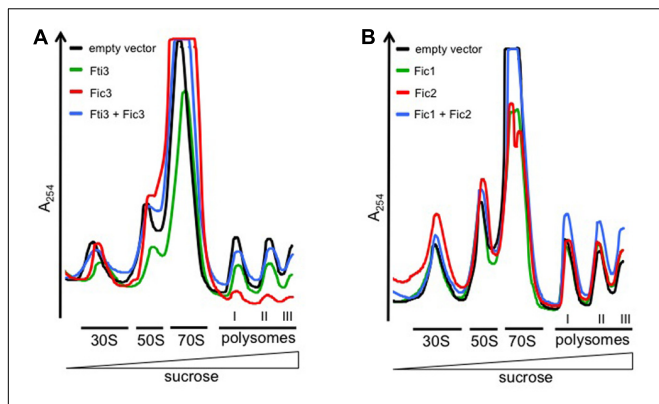 A
empty vector
Fti3
Fic3
Fti3 + Fic3
A254
I II III
30S 50S 70S polysomes
sucrose
B
empty vector
Fic1
Fic2
Fic1 + Fic2
A254
I II III
30S 50S 70S polysomes
sucrose